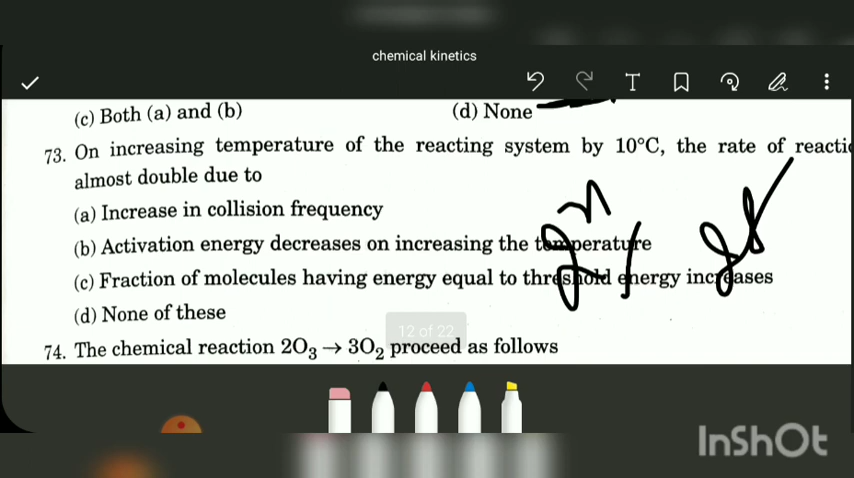 chemical kinetics
(c) Both (a) and (b) (d) None
73. On increasing temperature of the reacting system by 10°C, the rate of reactio
almost double due to
(a) Increase in collision frequency
(b) Activation energy decreases on increasing the temperature
(c) Fraction of molecules having energy equal to threshold energy increases
(d) None of these
12 of 22
74. The chemical reaction 2O₃ → 3O₂ proceed as follows
InShOt